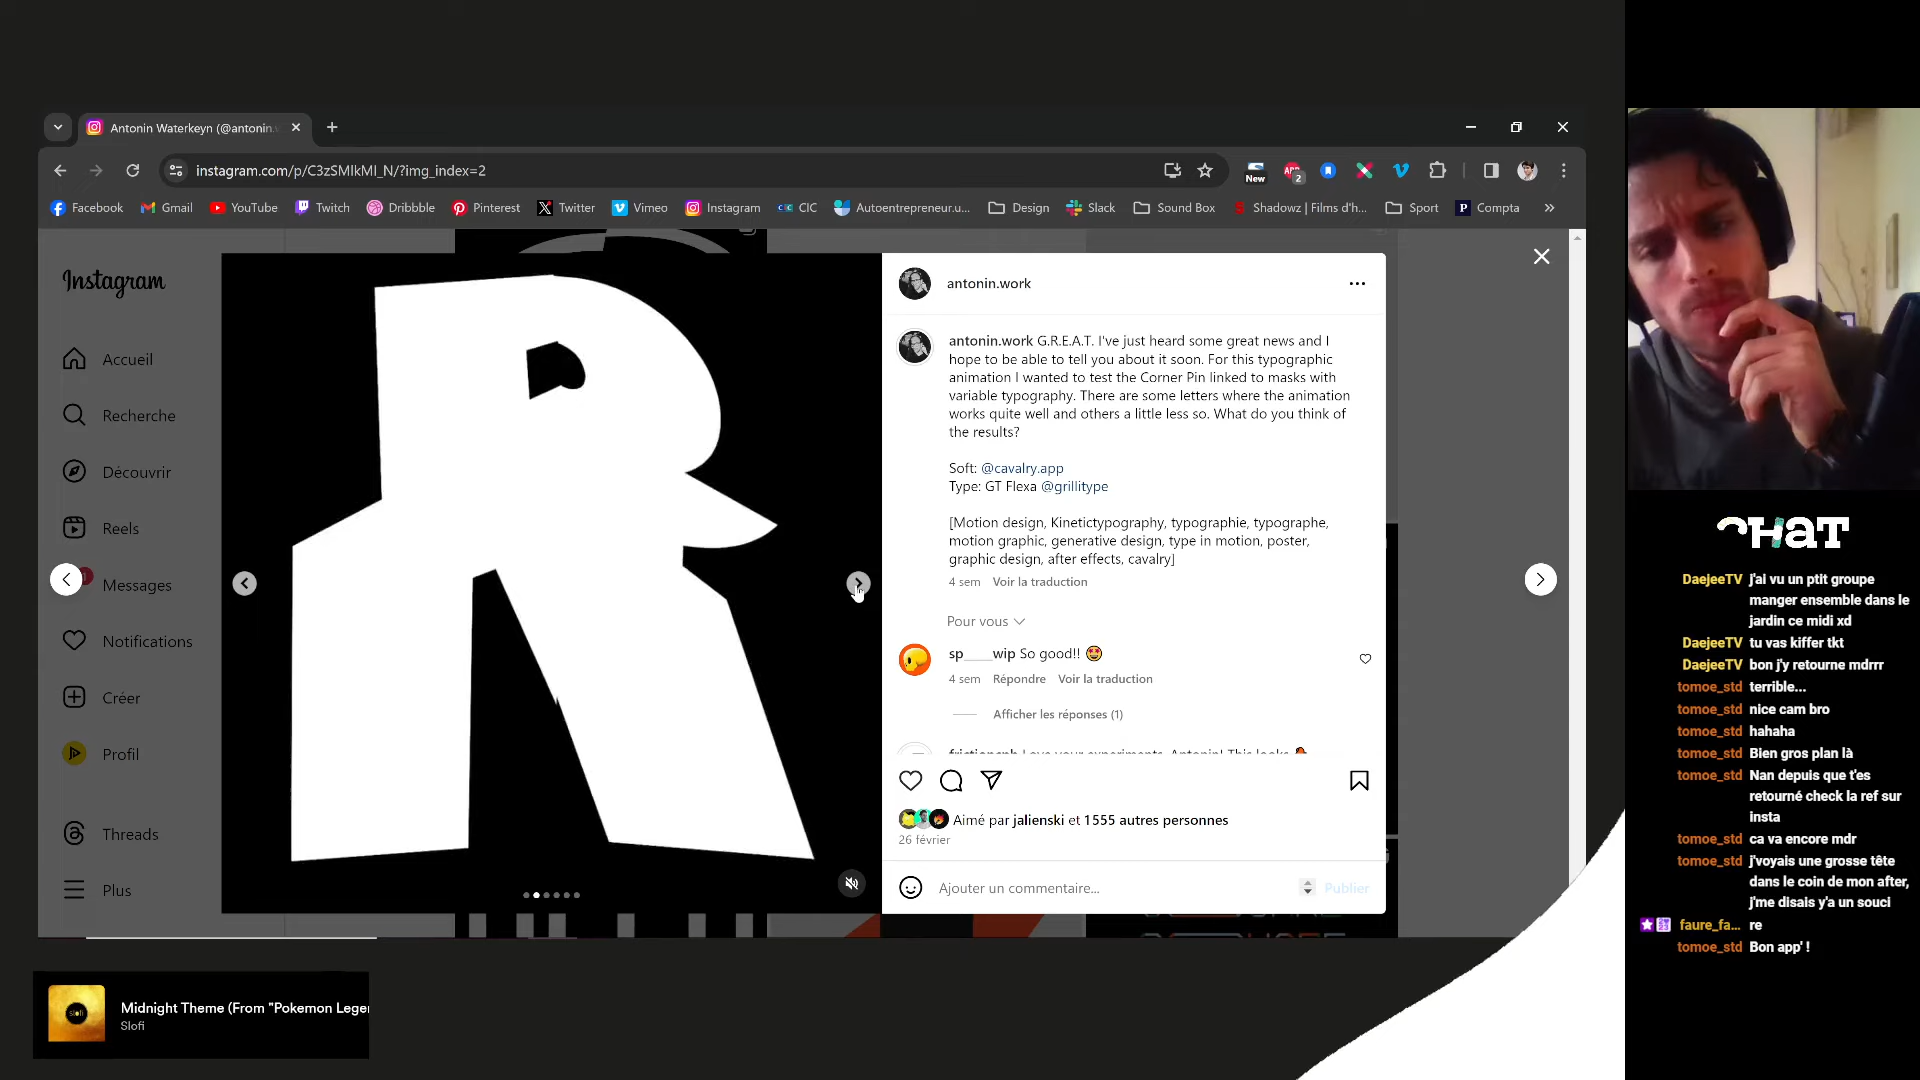 Antonin Waterkeyn (@antonin.
instagram.com/p/C3zSMlkMI_N/?img_index=2
New
2
Facebook
Gmail
YouTube
Twitch
Dribbble
Pinterest
Twitter
Vimeo
Instagram
CIC
Autoentrepreneur.u...
Design
Slack
Sound Box
Shadowz | Films d'h...
Sport
Compta
Instagram
Accueil
Recherche
Découvrir
Reels
Messages
Notifications
Créer
Profil
Threads
Plus
R
antonin.work
antonin.work G.R.E.A.T. I've just heard some great news and I
hope to be able to tell you about it soon. For this typographic
animation I wanted to test the Corner Pin linked to masks with
variable typography. There are some letters where the animation
works quite well and others a little less so. What do you think of
the results?
Soft: @cavalry.app
Type: GT Flexa @grillitype
[Motion design, Kinetictypography, typographie, typographe,
motion graphic, generative design, type in motion, poster,
graphic design, after effects, cavalry]
4 sem Voir la traduction
Pour vous
sp____wip So good!! 🤩
4 sem Répondre Voir la traduction
Afficher les réponses (1)
Aimé par jalienski et 1 555 autres personnes
26 février
Ajouter un commentaire...
Publier
Midnight Theme (From "Pokemon Leger
Slofi
CHAT
DaejeeTV j'ai vu un ptit groupe
manger ensemble dans le
jardin ce midi xd
DaejeeTV tu vas kiffer tkt
DaejeeTV bon j'y retourne mdrrr
tomoe_std terrible...
tomoe_std nice cam bro
tomoe_std hahaha
tomoe_std Bien gros plan là
tomoe_std Nan depuis que t'es
retourné check la ref sur
insta
tomoe_std ca va encore mdr
tomoe_std j'voyais une grosse tête
dans le coin de mon after,
j'me disais y'a un souci
faure_fa... re
tomoe_std Bon app' !